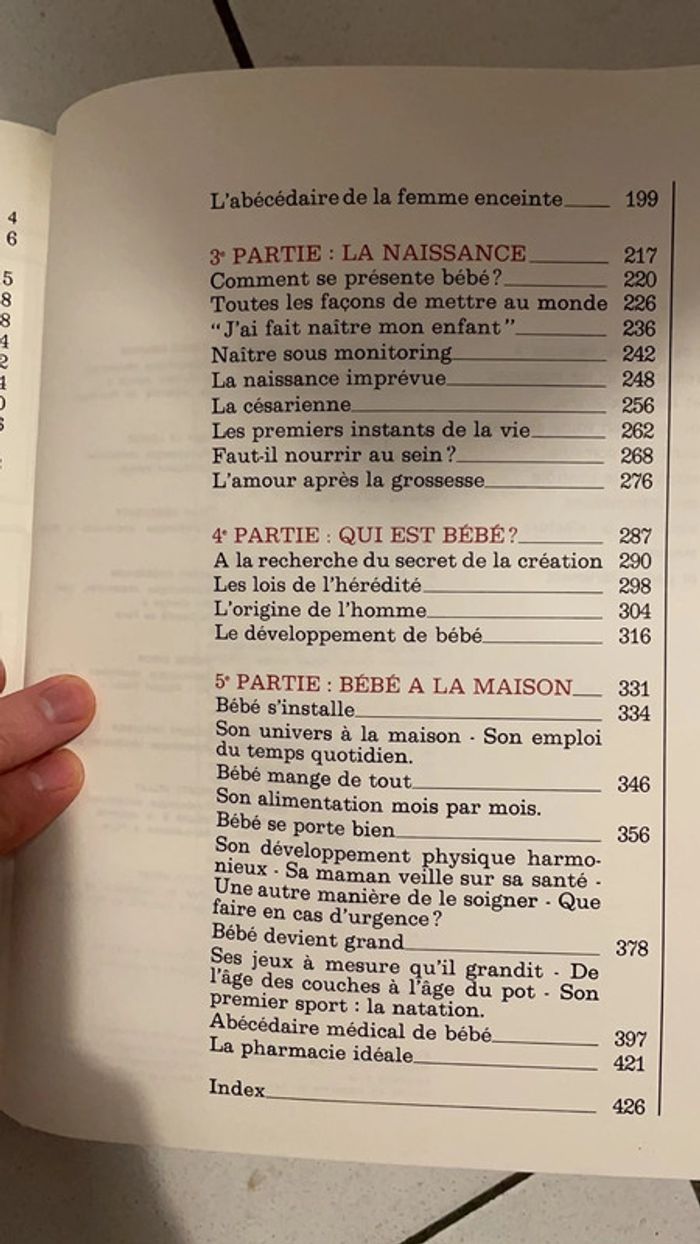 4
6
5
8
8
4
2
L'abécédaire de la femme enceinte 199
3e PARTIE : LA NAISSANCE 217
Comment se présente bébé? 220
Toutes les façons de mettre au monde 226
“J'ai fait naître mon enfant” 236
Naître sous monitoring 242
La naissance imprévue 248
La césarienne 256
Les premiers instants de la vie 262
Faut-il nourrir au sein? 268
L'amour après la grossesse 276
4e PARTIE : QUI EST BÉBÉ? 287
A la recherche du secret de la création 290
Les lois de l'hérédité 298
L'origine de l'homme 304
Le développement de bébé 316
5e PARTIE : BÉBÉ A LA MAISON 331
Bébé s'installe 334
Son univers à la maison - Son emploi
du temps quotidien.
Bébé mange de tout 346
Son alimentation mois par mois.
Bébé se porte bien 356
Son développement physique harmo-
nieux - Sa maman veille sur sa santé -
Une autre manière de le soigner - Que
faire en cas d'urgence?
Bébé devient grand 378
Ses jeux à mesure qu'il grandit - De
l'âge des couches à l'âge du pot - Son
premier sport : la natation.
Abécédaire médical de bébé 397
La pharmacie idéale 421
Index 426